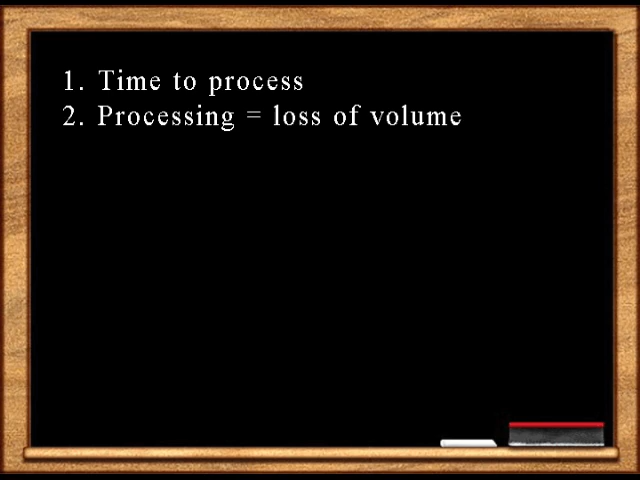 1. Time to process
2. Processing = loss of volume